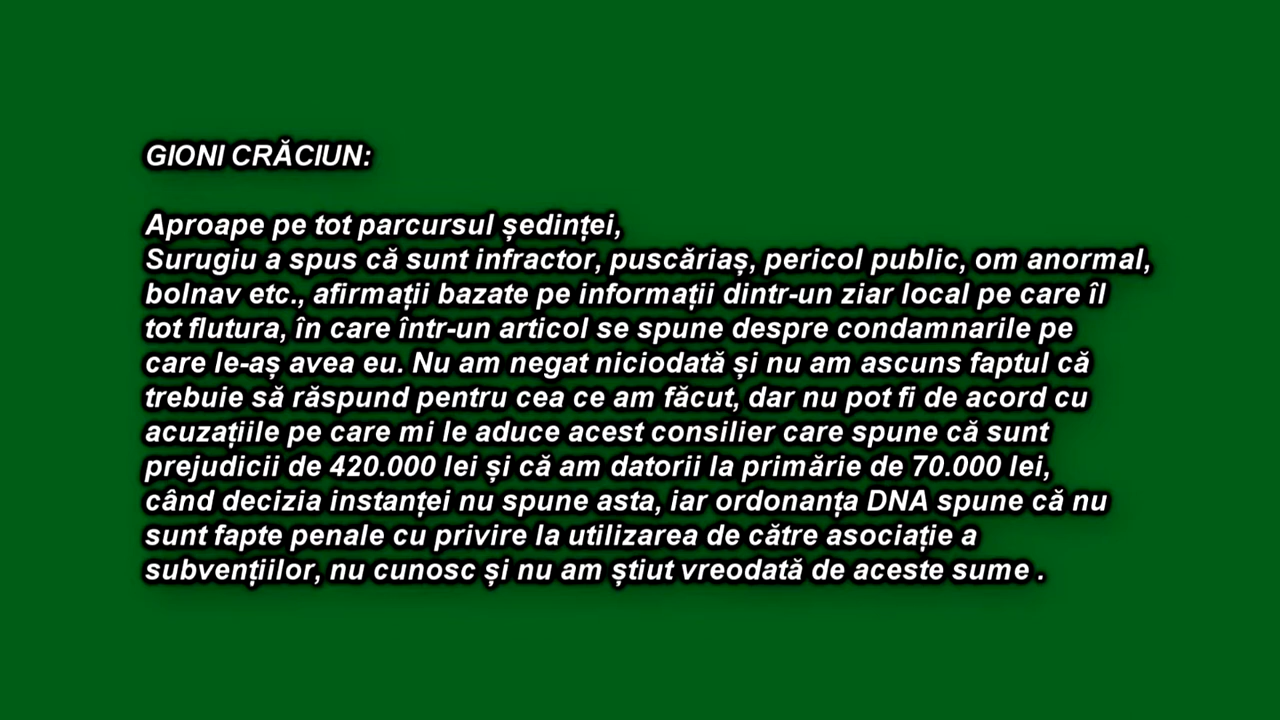 GIONI CRĂCIUN:
Aproape pe tot parcursul ședinței,
Surugiu a spus că sunt infractor, puscăriaș, pericol public, om anormal,
bolnav etc., afirmații bazate pe informații dintr-un ziar local pe care îl
tot flutura, în care într-un articol se spune despre condamnarile pe
care le-aș avea eu. Nu am negat niciodată și nu am ascuns faptul că
trebuie să răspund pentru cea ce am făcut, dar nu pot fi de acord cu
acuzațiile pe care mi le aduce acest consilier care spune că sunt
prejudicii de 420.000 lei și că am datorii la primărie de 70.000 lei,
când decizia instanței nu spune asta, iar ordonanța DNA spune că nu
sunt fapte penale cu privire la utilizarea de către asociație a
subvențiilor, nu cunosc și nu am știut vreodată de aceste sume .